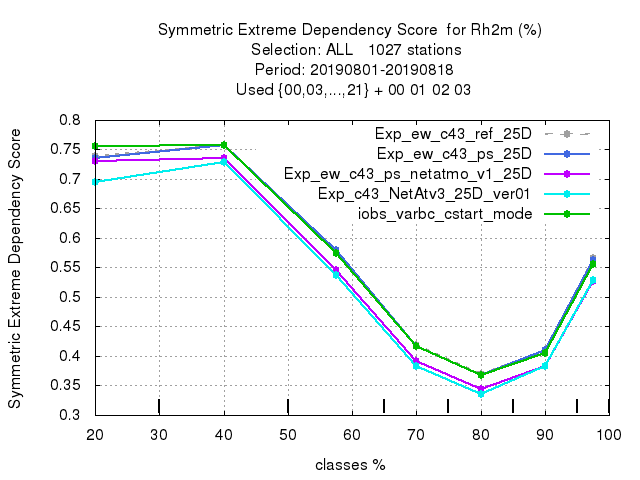 Symmetric Extreme Dependency Score  for Rh2m (%)
Selection: ALL   1027 stations
Period: 20190801-20190818
Used {00,03,...,21} + 00 01 02 03
Symmetric Extreme Dependency Score
0.8
0.75
0.7
0.65
0.6
0.55
0.5
0.45
0.4
0.35
0.3
Exp_ew_c43_ref_25D
Exp_ew_c43_ps_25D
Exp_ew_c43_ps_netatmo_v1_25D
Exp_c43_NetAtv3_25D_ver01
iobs_varbc_cstart_mode
20 30 40 50 60 70 80 90 100
classes %